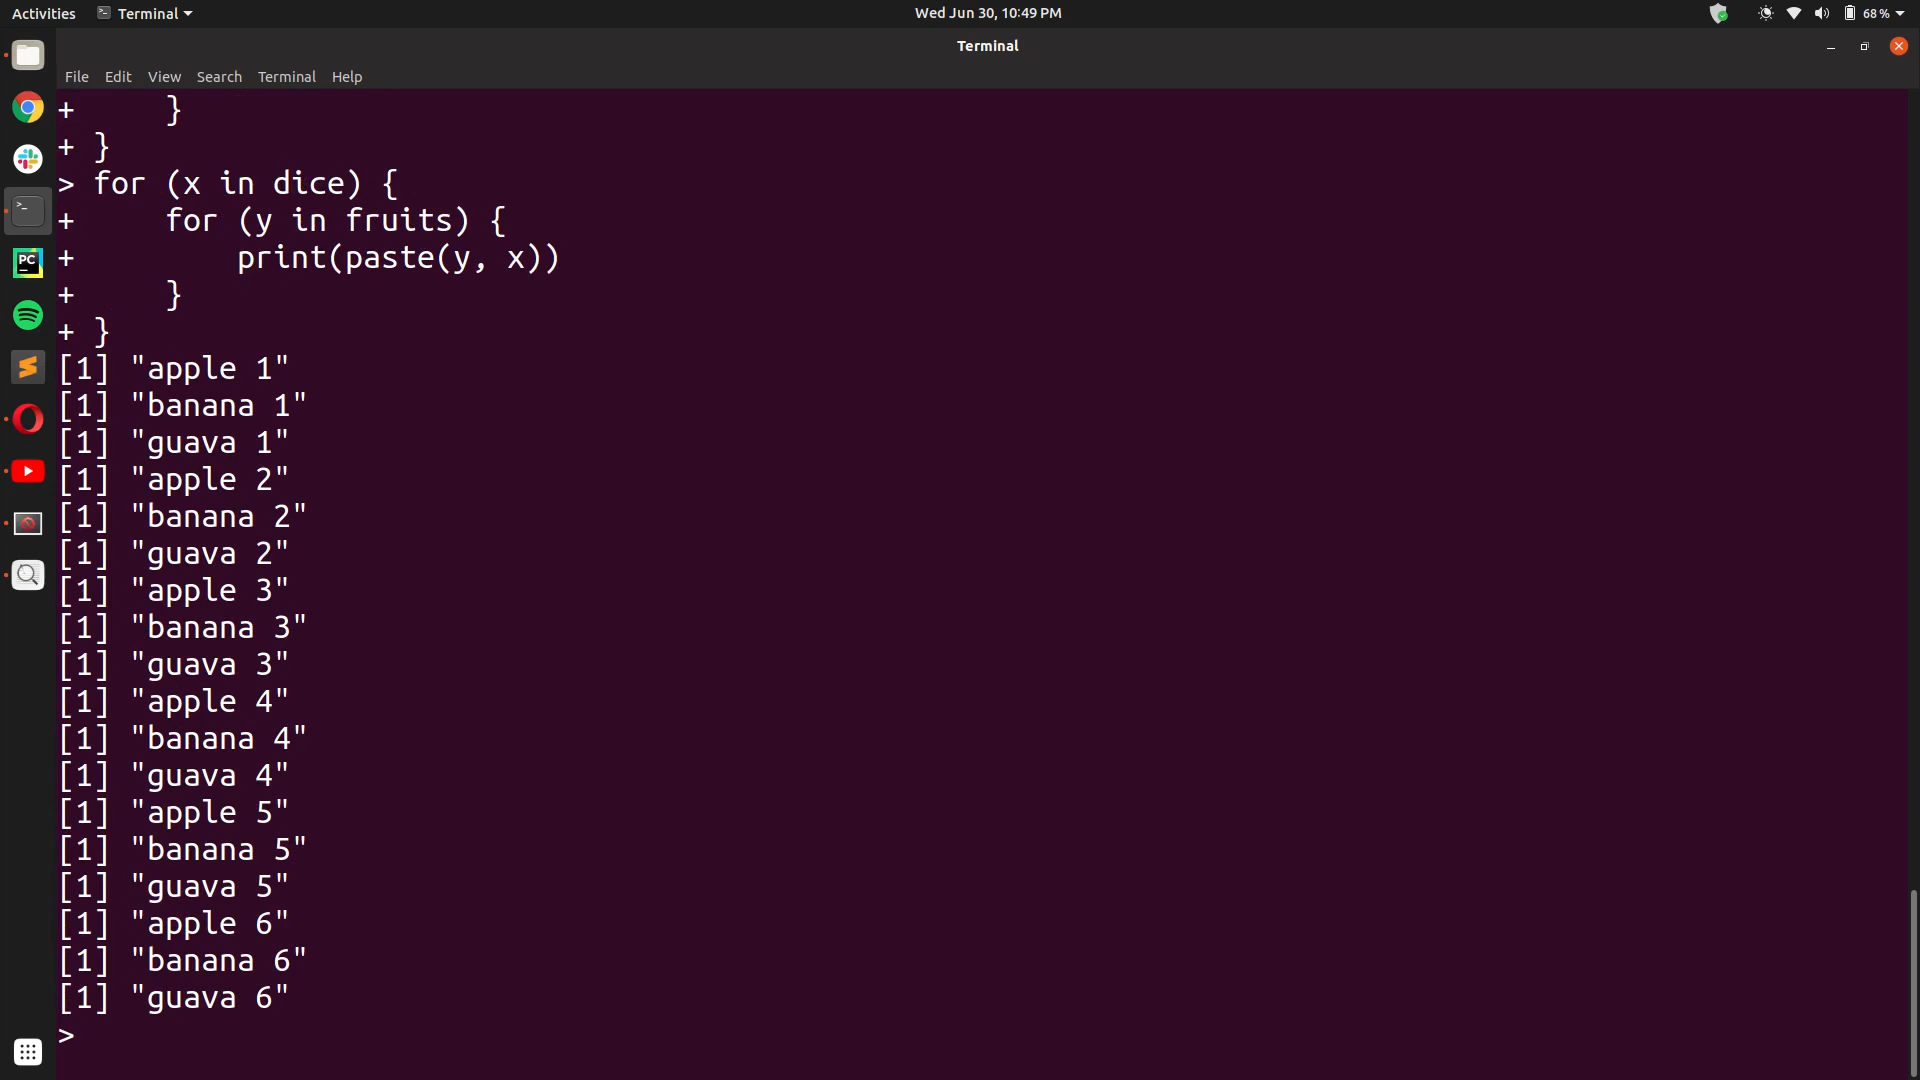 Activities Terminal Wed Jun 30, 10:49 PM 68 %
Terminal
File Edit View Search Terminal Help
+     }
+ }
> for (x in dice) {
+     for (y in fruits) {
+         print(paste(y, x))
+     }
+ }
[1] "apple 1"
[1] "banana 1"
[1] "guava 1"
[1] "apple 2"
[1] "banana 2"
[1] "guava 2"
[1] "apple 3"
[1] "banana 3"
[1] "guava 3"
[1] "apple 4"
[1] "banana 4"
[1] "guava 4"
[1] "apple 5"
[1] "banana 5"
[1] "guava 5"
[1] "apple 6"
[1] "banana 6"
[1] "guava 6"
>
PC